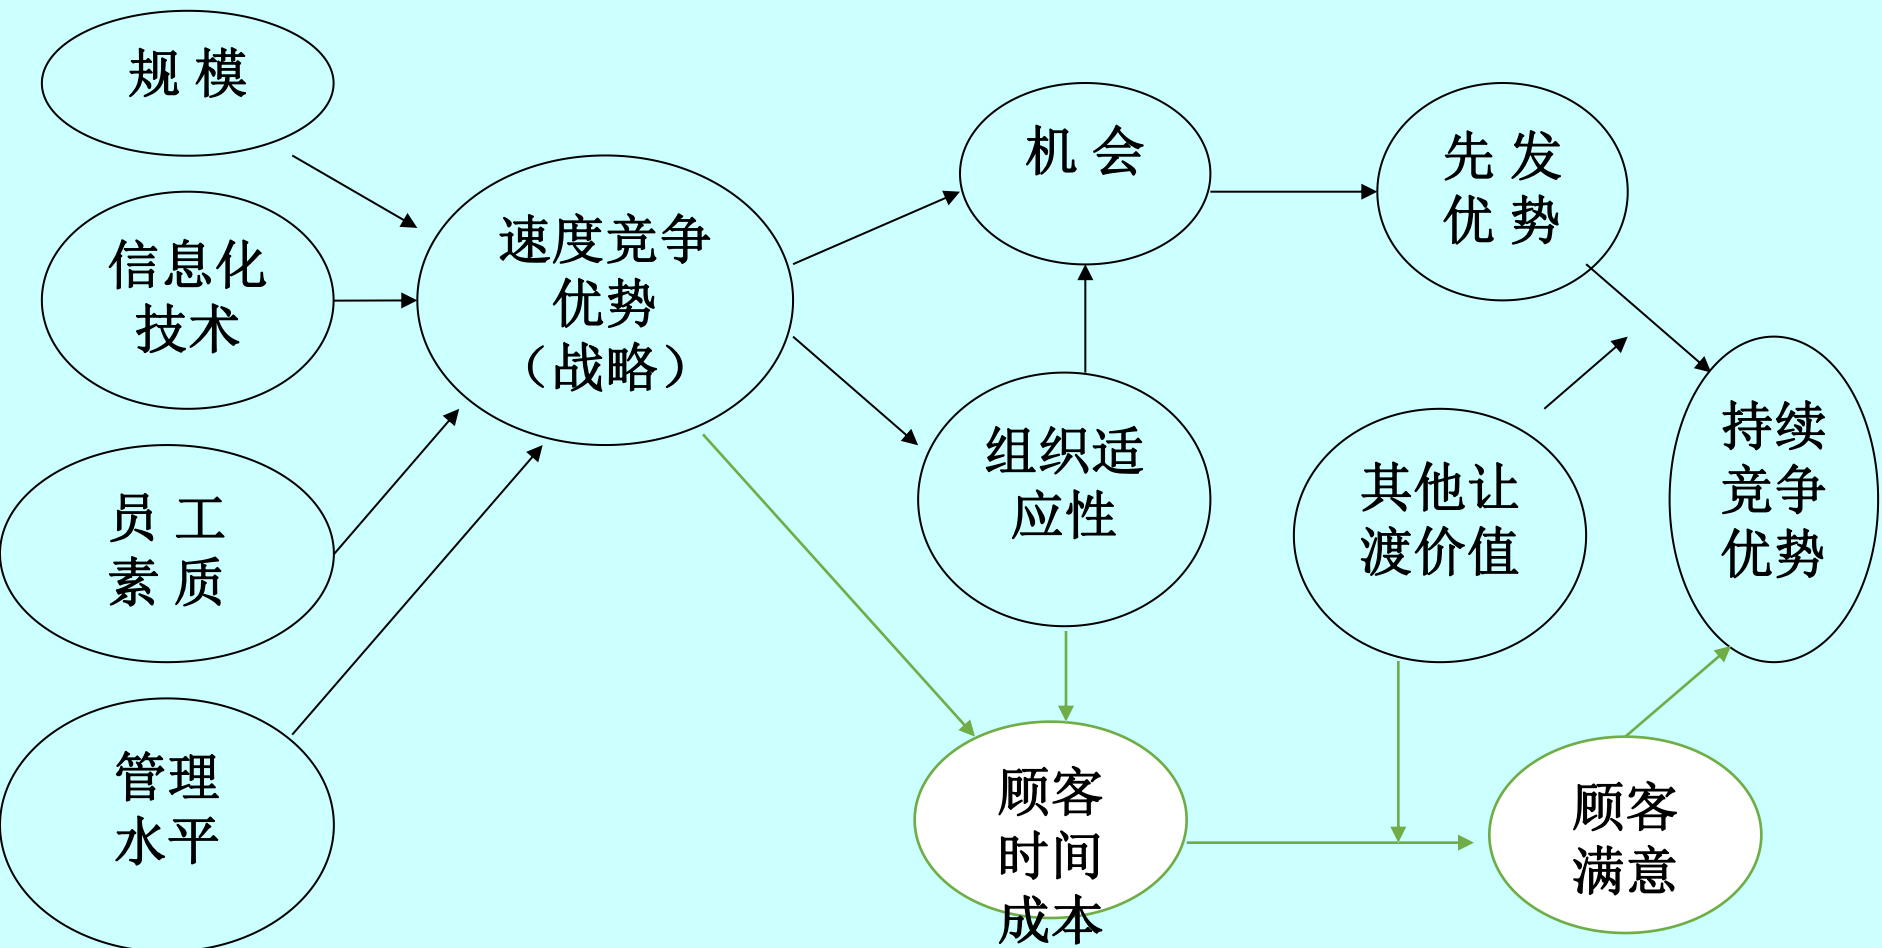 规 模
信息化
技术
员 工
素 质
管理
水平
速度竞争
优势
（战略）
机 会
组织适
应性
顾客
时间
成本
先 发
优 势
其他让
渡价值
顾客
满意
持续
竞争
优势